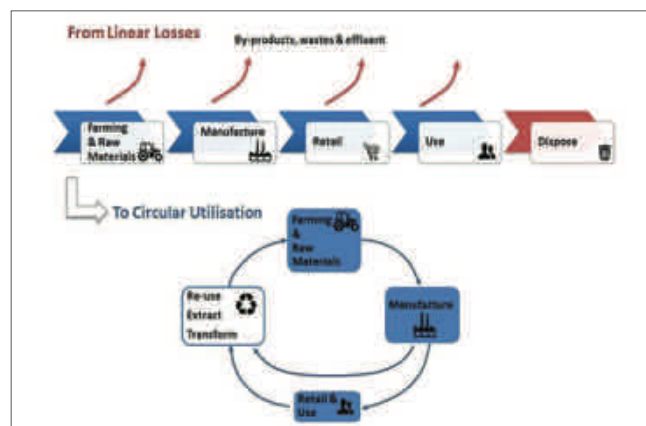 From Linear Losses
By-products, wastes & effluent
Farming
& Raw
Materials
Manufacture
Retail
Use
Dispose
To Circular Utilisation
Farming
&
Raw
Materials
Re-use
Extract
Transform
Manufacture
Retail &
Use